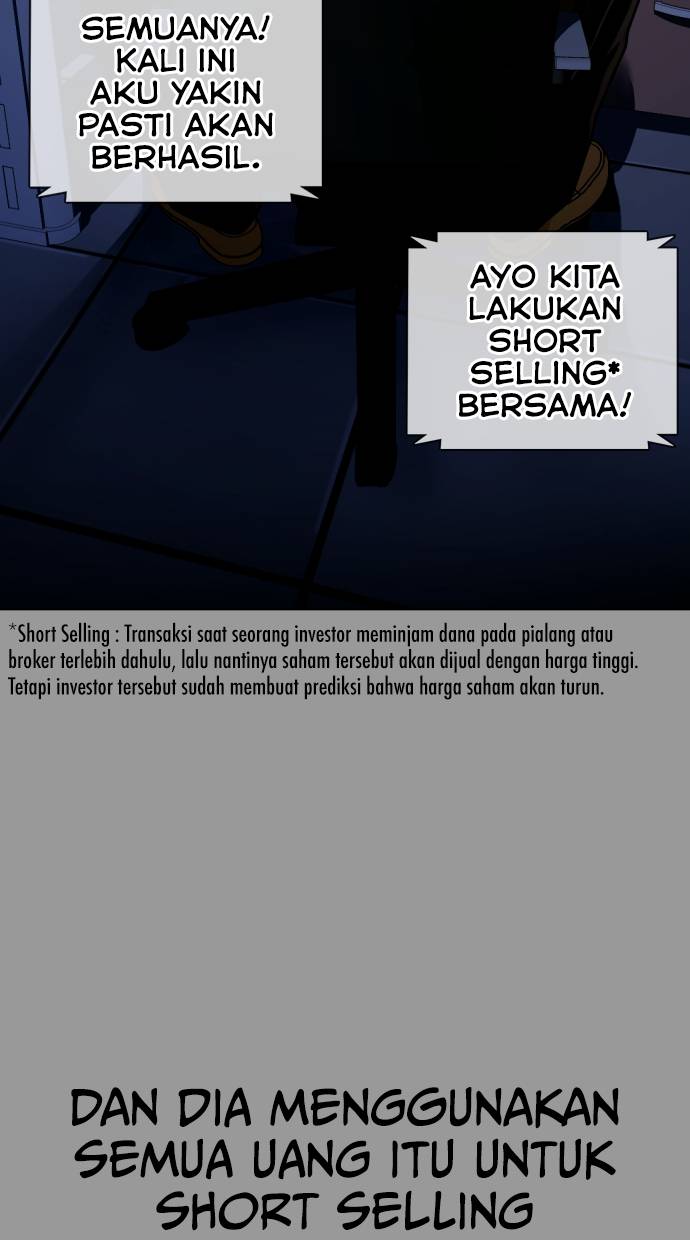 SEMUANYA!
KALI INI
AKU YAKIN
PASTI AKAN
BERHASIL.
AYO KITA
LAKUKAN
SHORT
SELLING*
BERSAMA!
*Short Selling : Transaksi saat seorang investor meminjam dana pada pialang atau
broker terlebih dahulu, lalu nantinya saham tersebut akan dijual dengan harga tinggi.
Tetapi investor tersebut sudah membuat prediksi bahwa harga saham akan turun.
DAN DIA MENGGUNAKAN
SEMUA UANG ITU UNTUK
SHORT SELLING